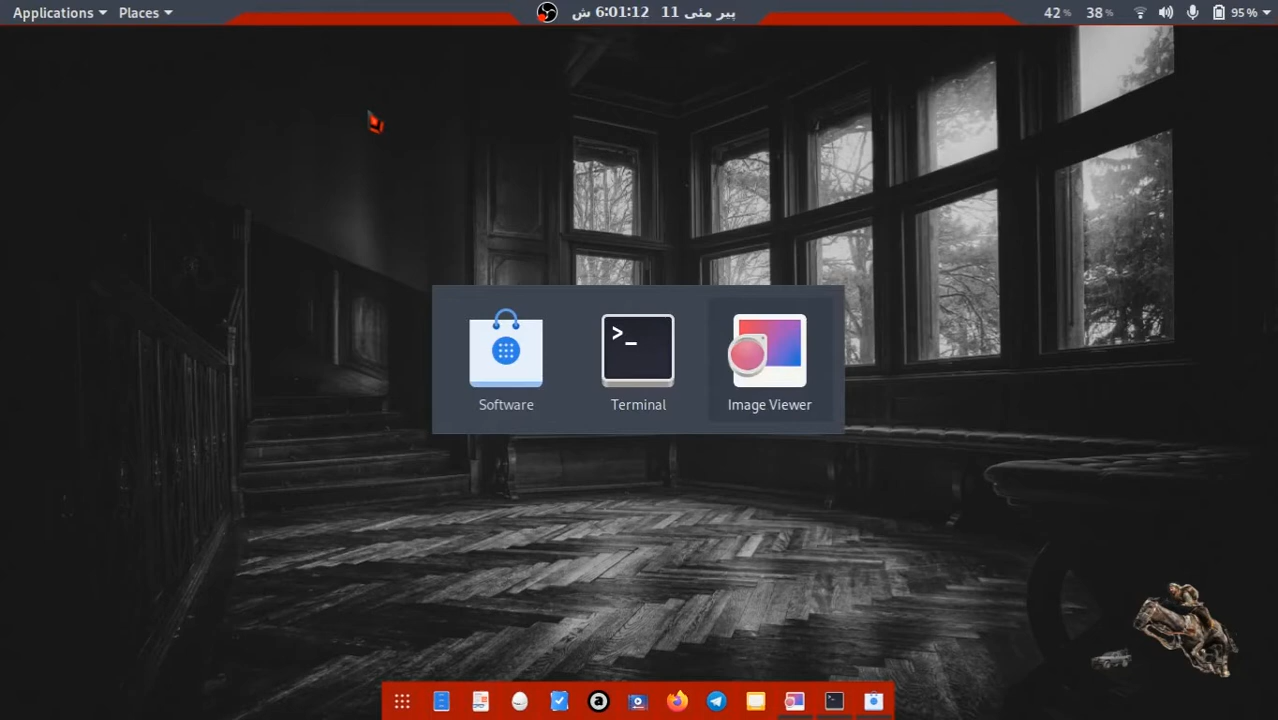 Applications Places پیر مئی 11 6:01:12 ش 42 % 38 % 95 %
>_
Software Terminal Image Viewer
a